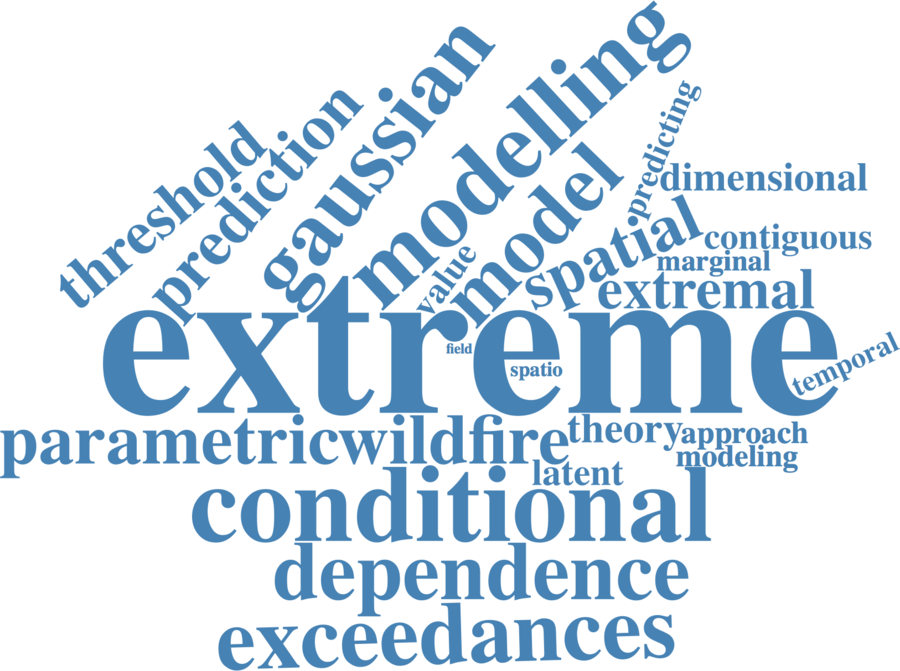 threshold
prediction
gaussian
modelling
model
value
predicting
dimensional
spatial
contiguous
marginal
extremal
extreme
field
spatio
temporal
parametric
wildfire
theory
approach
modeling
latent
conditional
dependence
exceedances